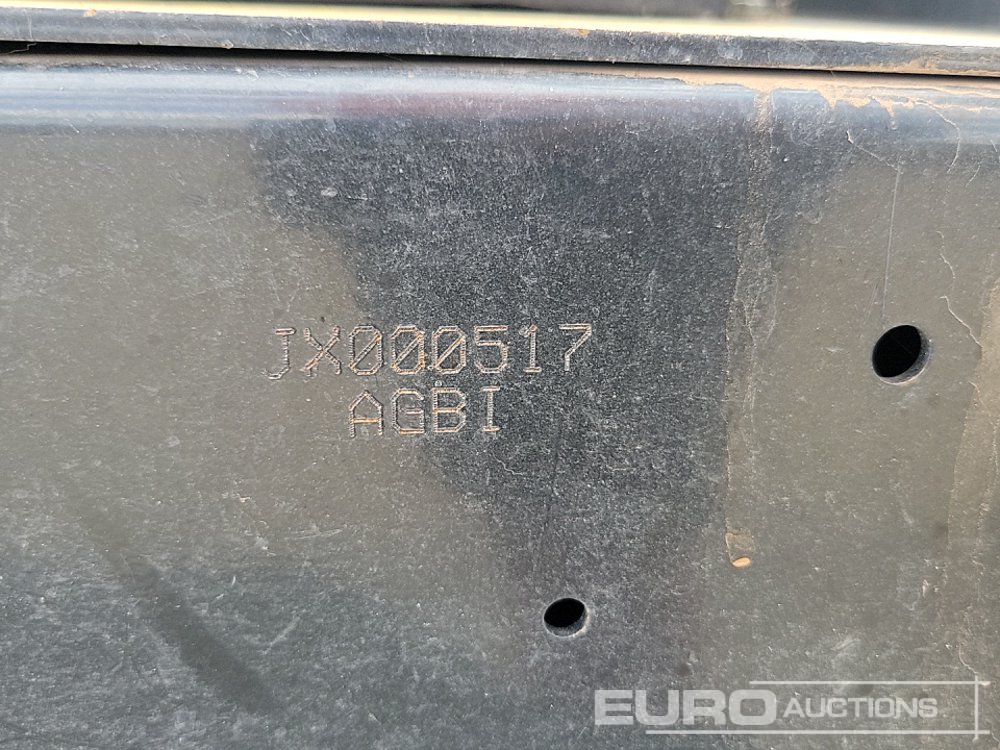 JX000517
AGBI
EURO AUCTIONS